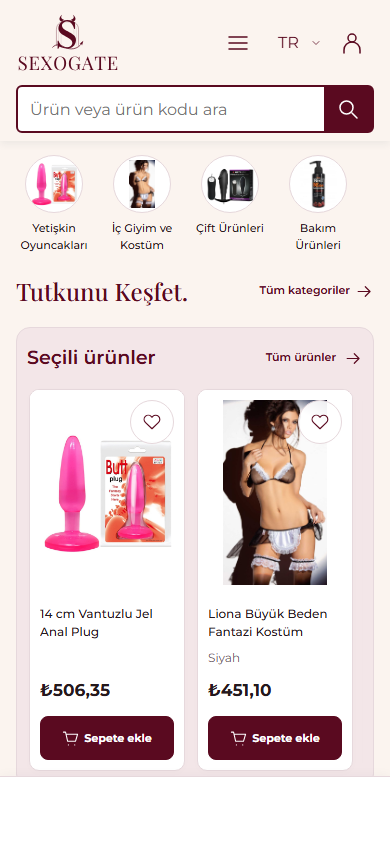 SEXOGATE
TR
Ürün veya ürün kodu ara
Yetişkin
Oyuncakları
İç Giyim ve
Kostüm
Çift Ürünleri
Bakım
Ürünleri
Tutkunu Keşfet.
Tüm kategoriler
Seçili ürünler
Tüm ürünler
Butt
plug
14 cm Vantuzlu Jel
Anal Plug
₺506,35
Sepete ekle
Liona Büyük Beden
Fantazi Kostüm
Siyah
₺451,10
Sepete ekle